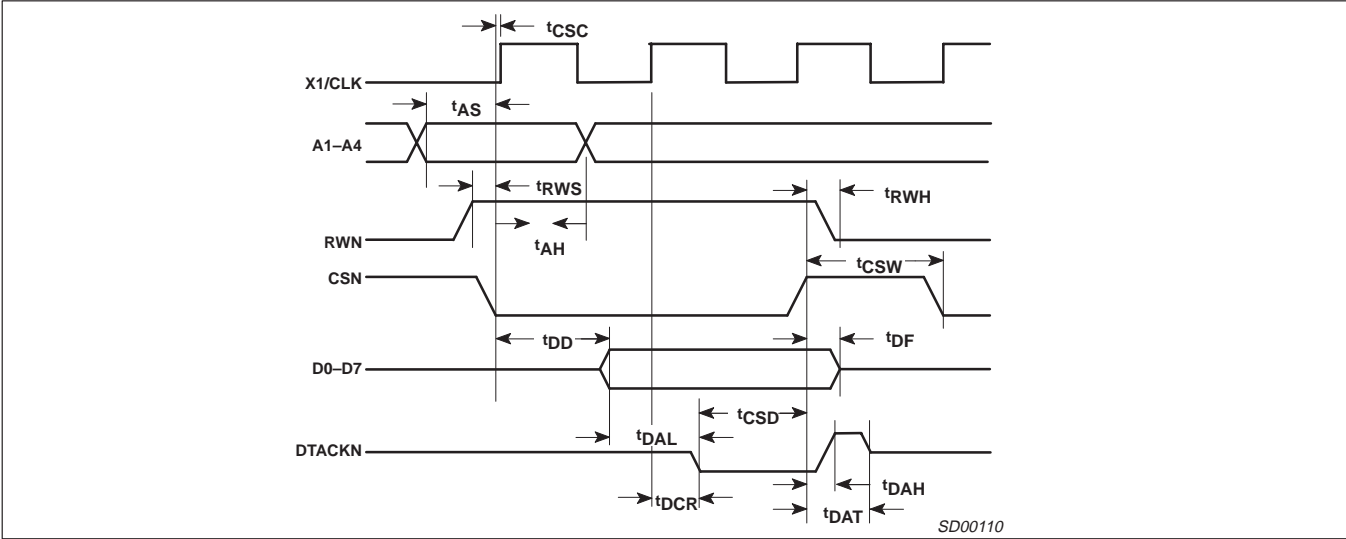 tCSC
X1/CLK
tAS
A1–A4
tRWS
tRWH
RWN
tAH
CSN
tCSW
tDD
tDF
D0–D7
tCSD
tDAL
DTACKN
tDAH
tDCR
tDAT
SD00110